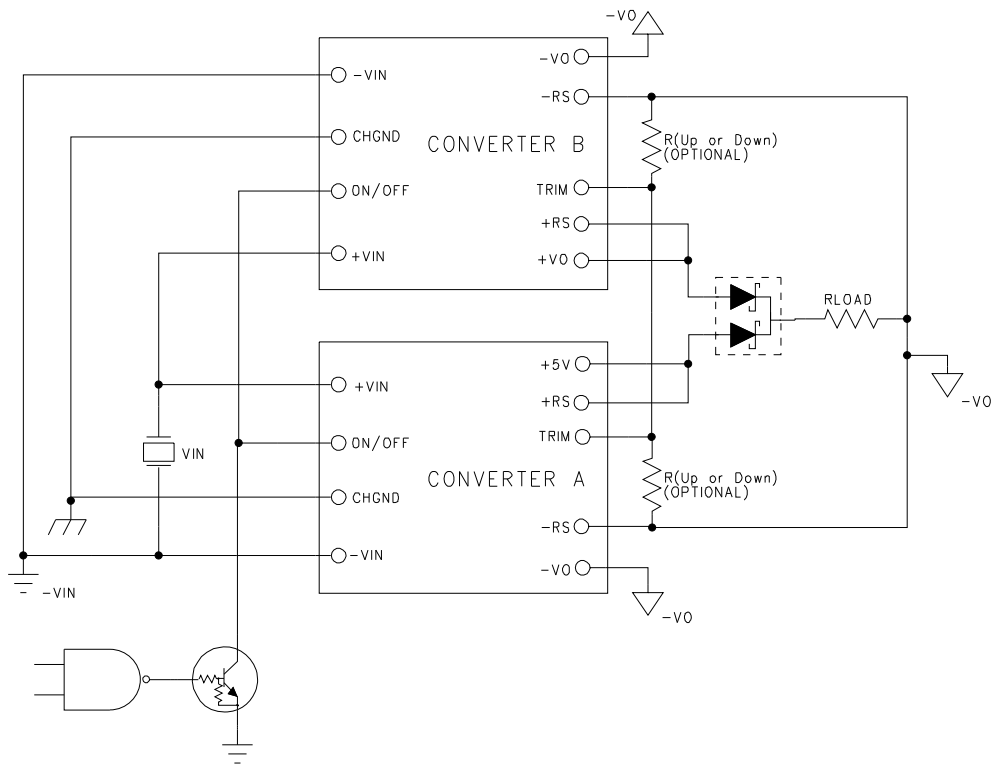 -VO
-VIN
-VO
-RS
CHGND
CONVERTER B
R(Up or Down)
(OPTIONAL)
ON/OFF
TRIM
+RS
+VIN
+VO
RLOAD
+5V
+VIN
+RS
-VO
ON/OFF
TRIM
VIN
CONVERTER A
R(Up or Down)
(OPTIONAL)
CHGND
-RS
-VIN
-VO
-VIN
-VO